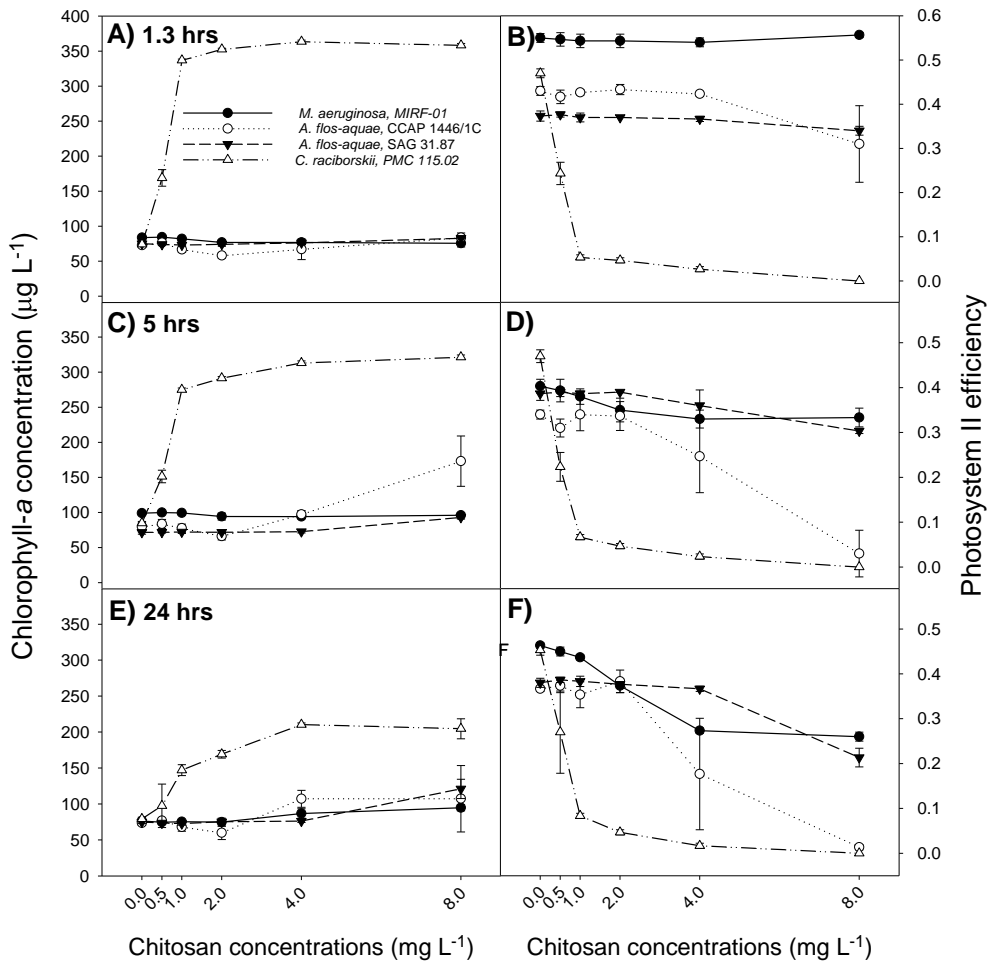 A) 1.3 hrs
B)
M. aeruginosa, MIRF-01
A. flos-aquae, CCAP 1446/1C
A. flos-aquae, SAG 31.87
C. raciborskii, PMC 115.02
400
350
300
250
200
150
100
50
0
0.6
0.5
0.4
0.3
0.2
0.1
0.0
C) 5 hrs
D)
350
300
250
200
150
100
50
0
0.5
0.4
0.3
0.2
0.1
0.0
E) 24 hrs
F)
F
350
300
250
200
150
100
50
0
0.5
0.4
0.3
0.2
0.1
0.0
Chlorophyll-a concentration (μg L-1)
Photosystem II efficiency
0.0 0.5 1.0 2.0 4.0 8.0
0.0 0.5 1.0 2.0 4.0 8.0
Chitosan concentrations (mg L-1)
Chitosan concentrations (mg L-1)